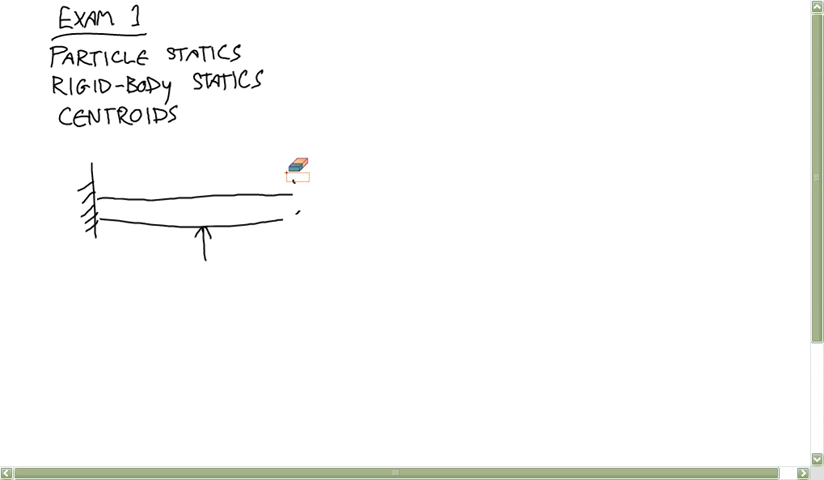 EXAM 1
PARTICLE STATICS
RIGID-BODY STATICS
CENTROIDS